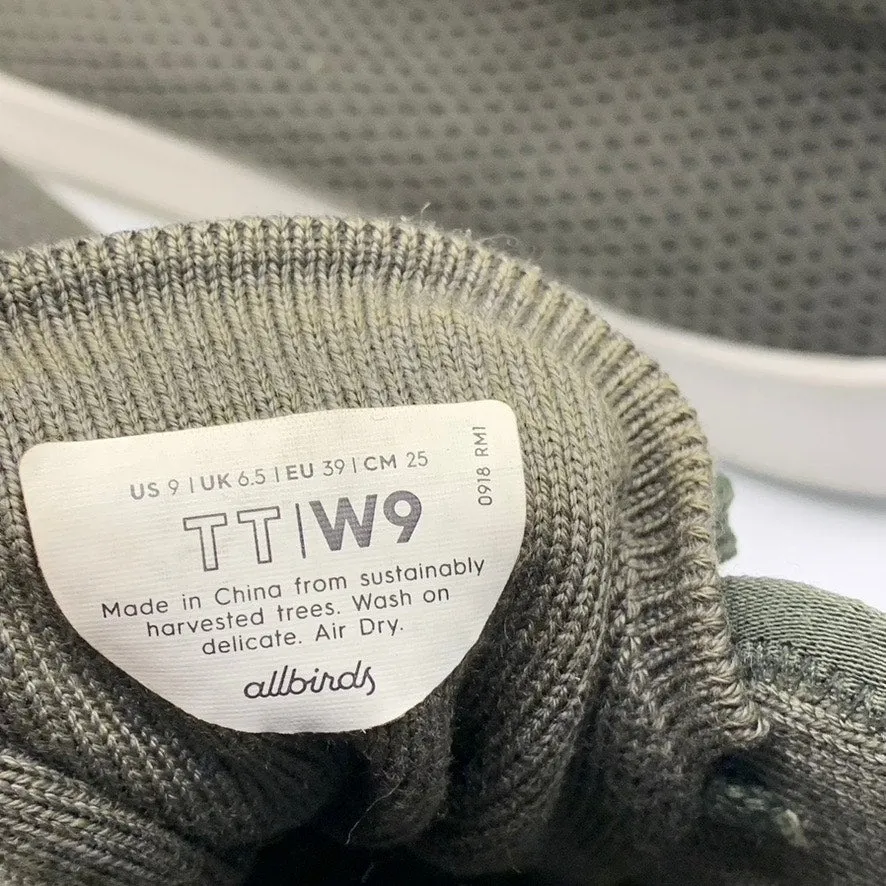 US 9 | UK 6.5 | EU 39 | CM 25
0918 RM1
TT|W9
Made in China from sustainably
harvested trees. Wash on
delicate. Air Dry.
allbirds